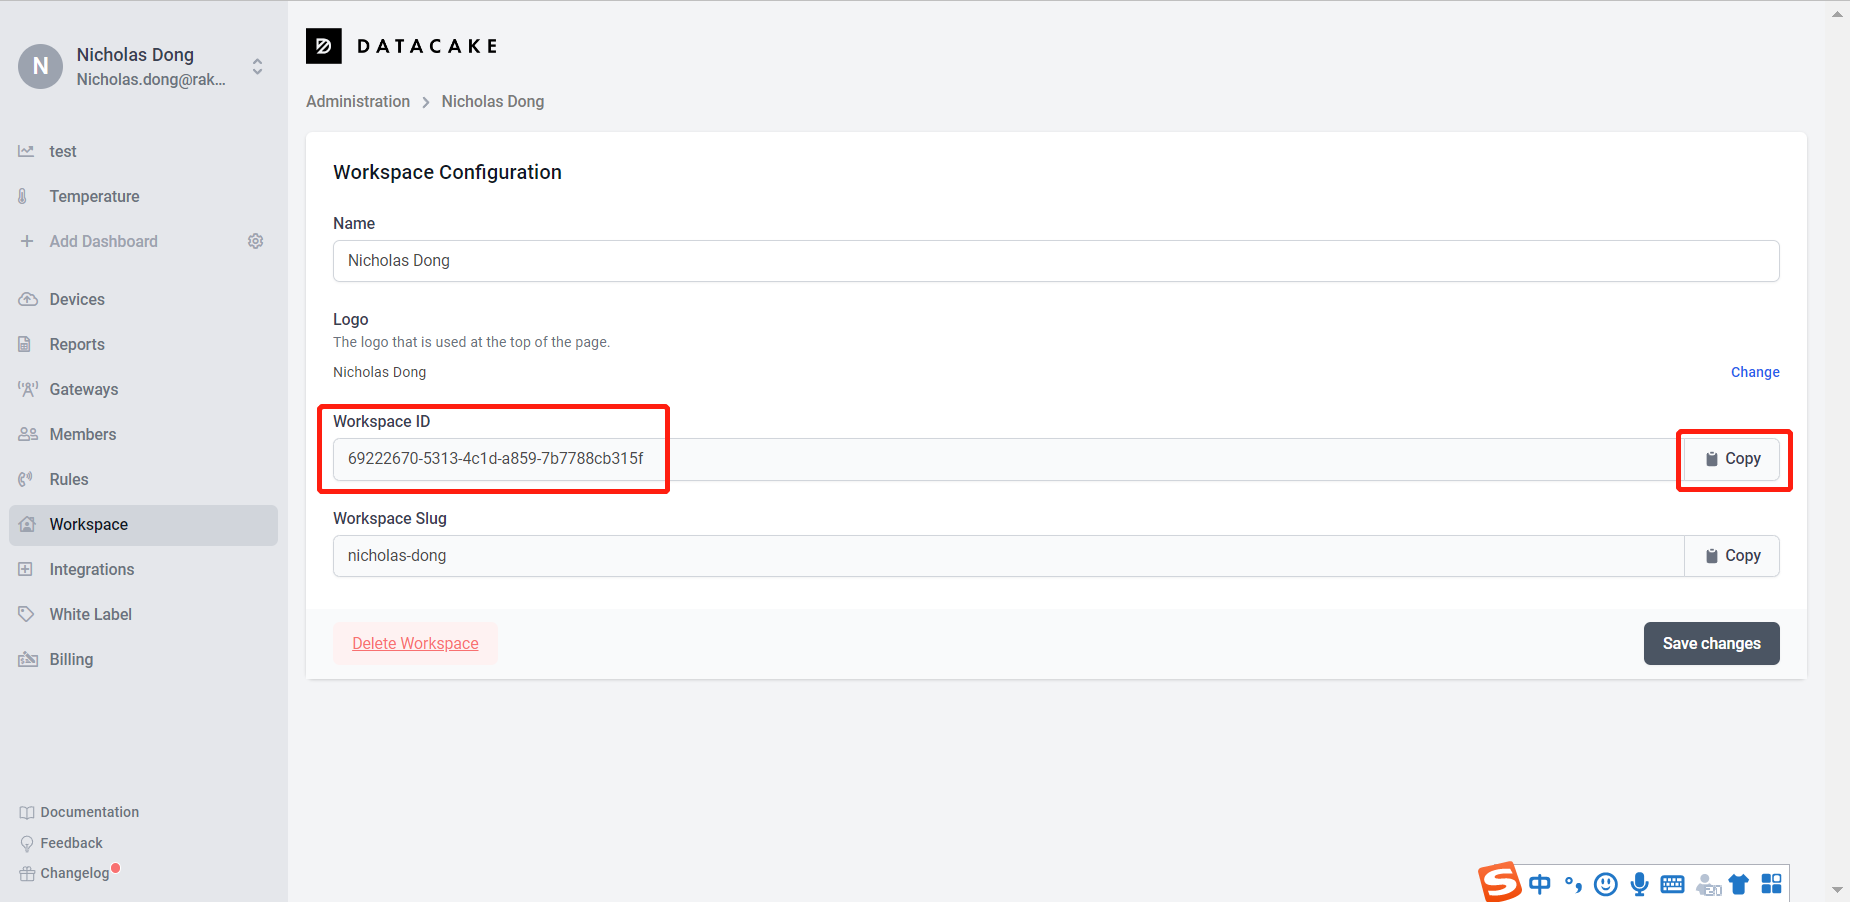 N
Nicholas Dong
Nicholas.dong@rak...
test
Temperature
Add Dashboard
Devices
Reports
Gateways
Members
Rules
Workspace
Integrations
White Label
Billing
Documentation
Feedback
Changelog
DATACAKE
Administration > Nicholas Dong
Workspace Configuration
Name
Nicholas Dong
Logo
The logo that is used at the top of the page.
Nicholas Dong
Change
Workspace ID
69222670-5313-4c1d-a859-7b7788cb315f
Copy
Workspace Slug
nicholas-dong
Copy
Delete Workspace
Save changes
S 中 °, 20